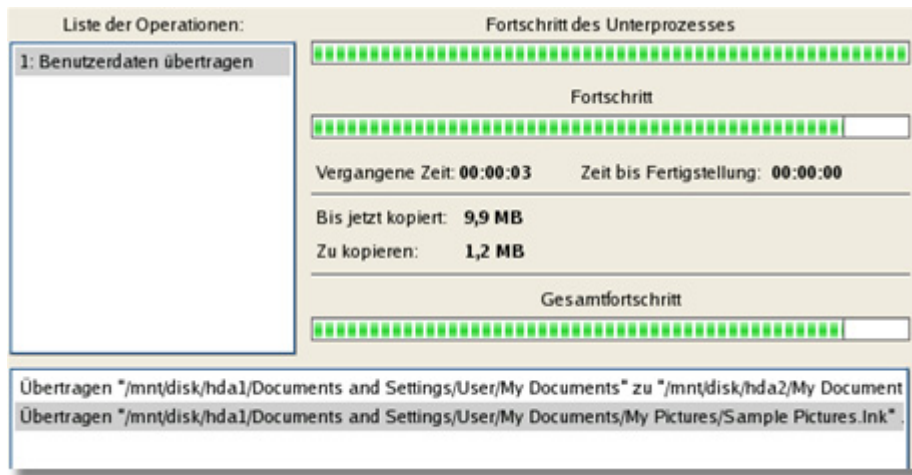 Liste der Operationen:
1: Benutzerdaten übertragen
Fortschritt des Unterprozesses
Fortschritt
Vergangene Zeit: 00:00:03 Zeit bis Fertigstellung: 00:00:00
Bis jetzt kopiert: 9,9 MB
Zu kopieren: 1,2 MB
Gesamtfortschritt
Übertragen "/mnt/disk/hda1/Documents and Settings/User/My Documents" zu "/mnt/disk/hda2/My Document
Übertragen "/mnt/disk/hda1/Documents and Settings/User/My Documents/My Pictures/Sample Pictures.lnk" .